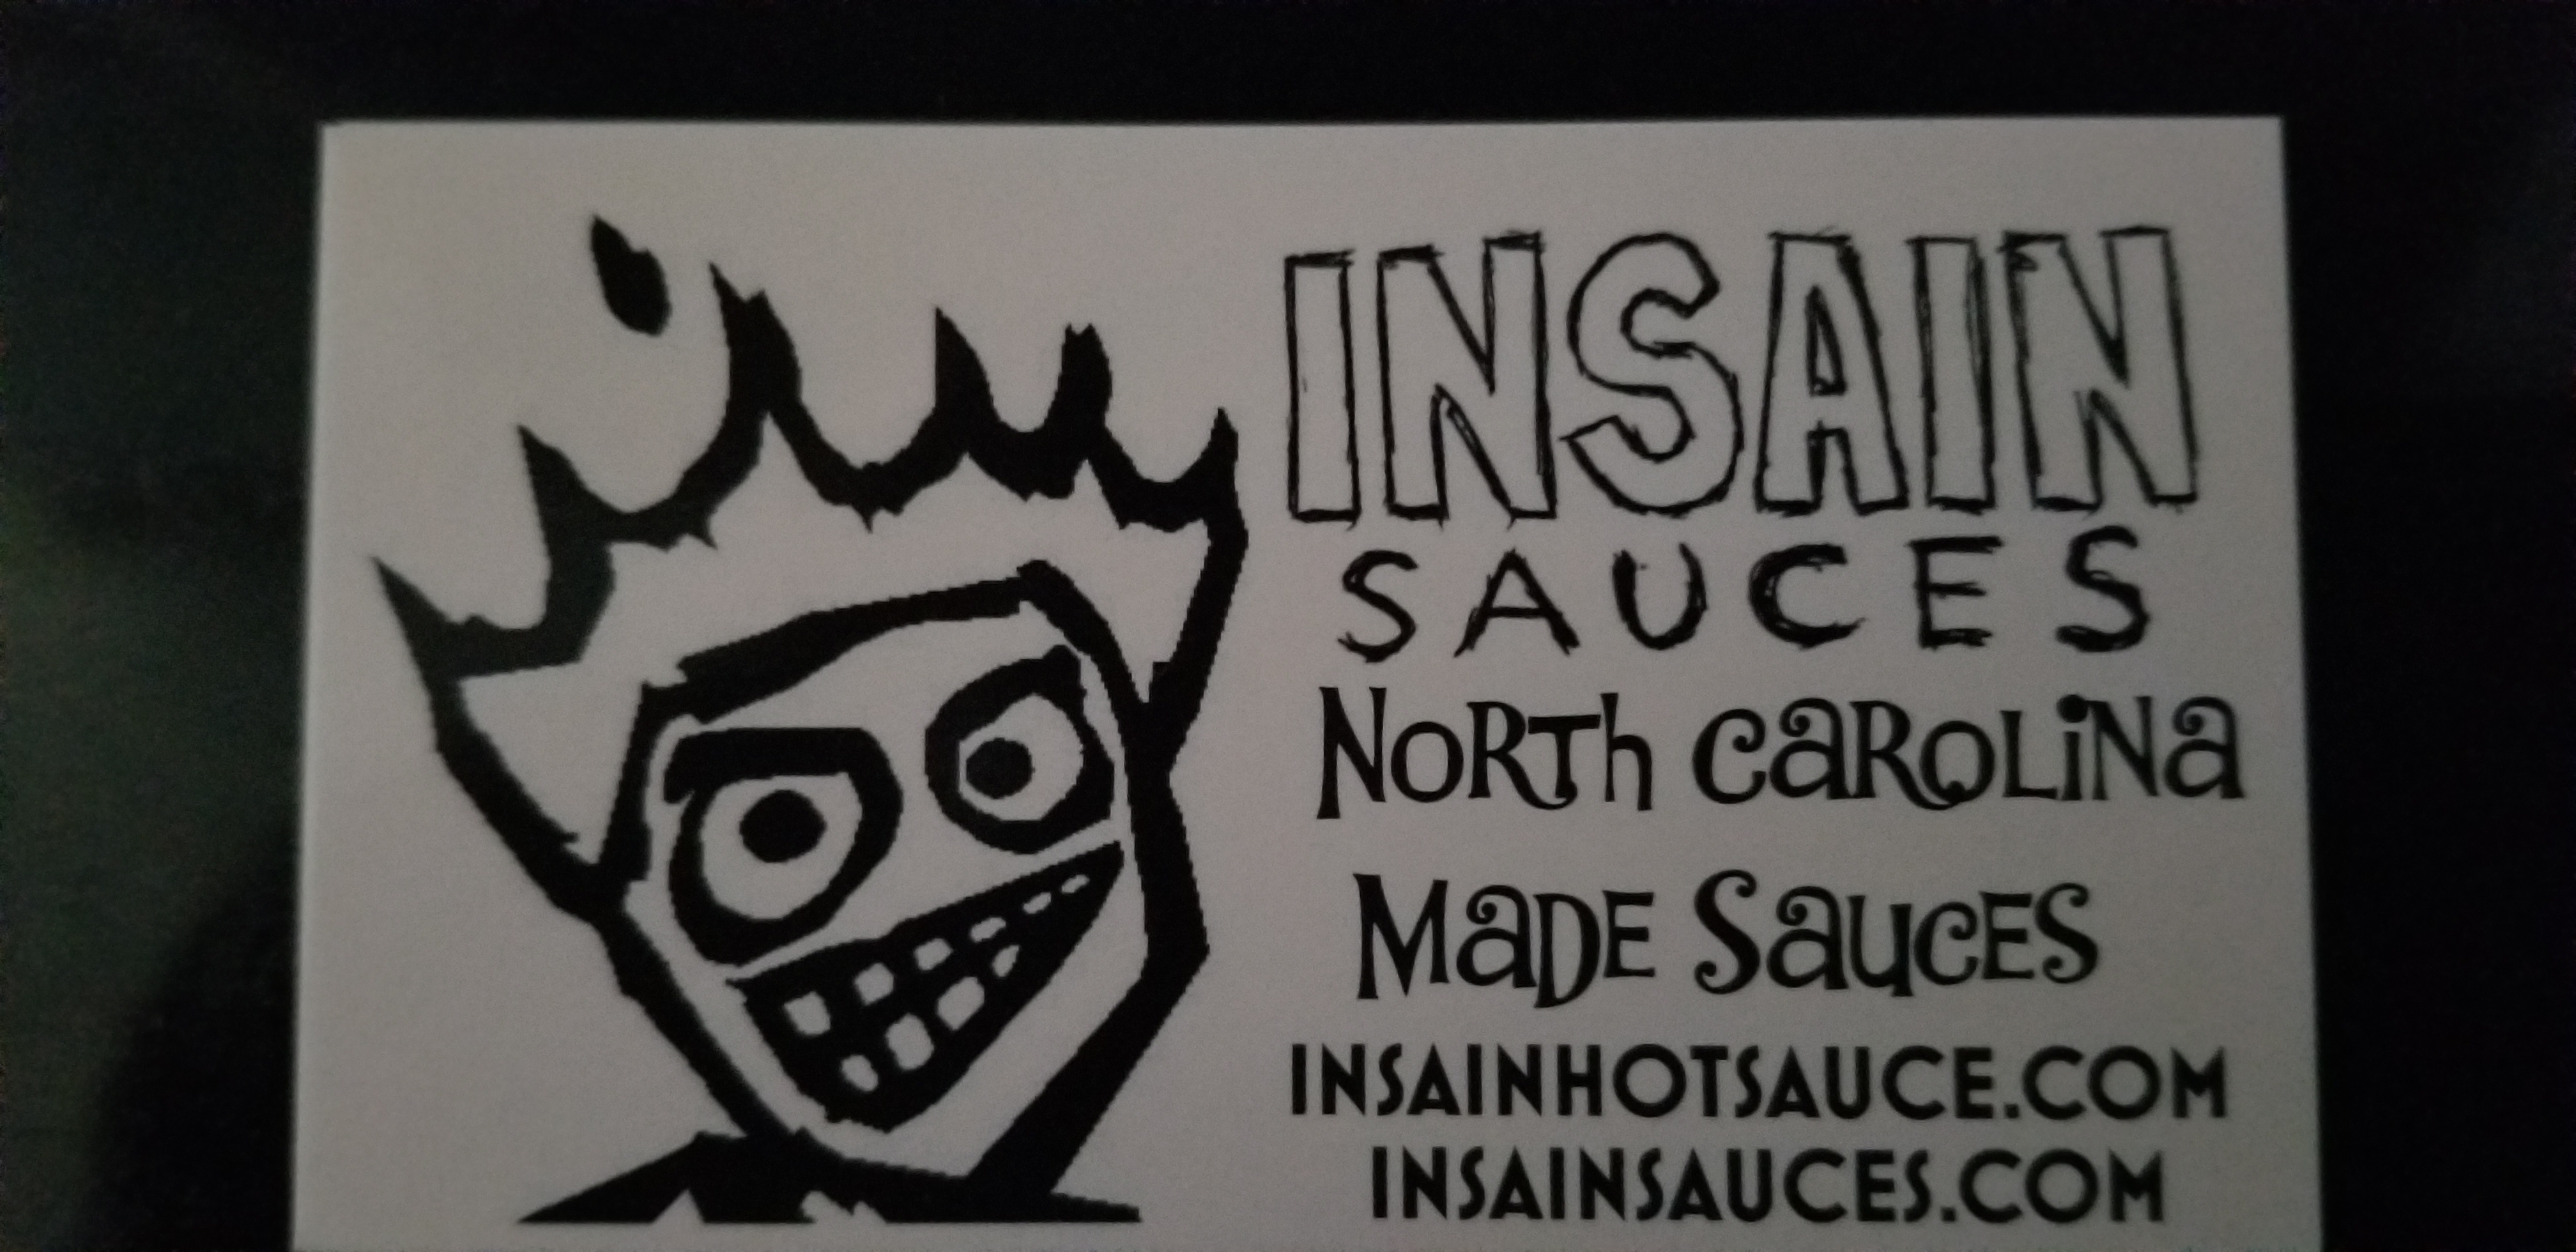 INSAIN
SAUCES
NORTh CaROLiNa
MaDE SaucES
INSAINHOTSAUCE.COM
INSAINSAUCES.COM